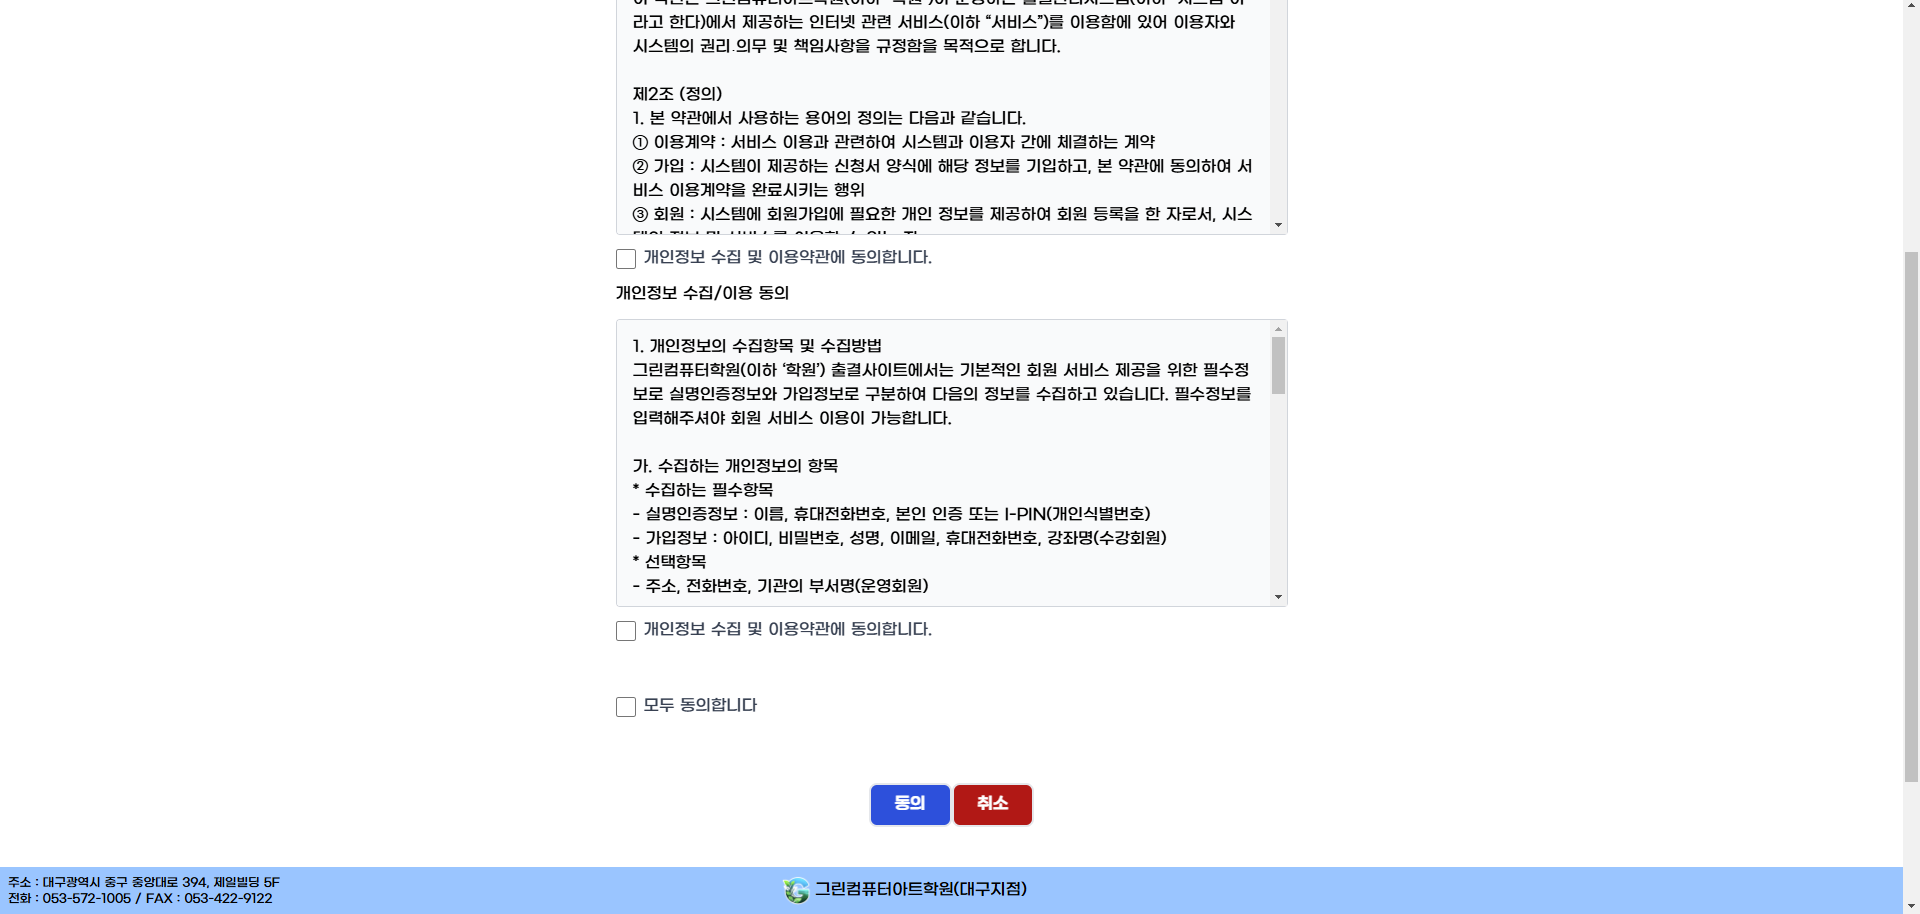 라고 한다)에서 제공하는 인터넷 관련 서비스(이하 “서비스”)를 이용함에 있어 이용자와
시스템의 권리.의무 및 책임사항을 규정함을 목적으로 합니다.
제2조 (정의)
1. 본 약관에서 사용하는 용어의 정의는 다음과 같습니다.
① 이용계약 : 서비스 이용과 관련하여 시스템과 이용자 간에 체결하는 계약
② 가입 : 시스템이 제공하는 신청서 양식에 해당 정보를 기입하고, 본 약관에 동의하여 서
비스 이용계약을 완료시키는 행위
③ 회원 : 시스템에 회원가입에 필요한 개인 정보를 제공하여 회원 등록을 한 자로서, 시스
개인정보 수집 및 이용약관에 동의합니다.
개인정보 수집/이용 동의
1. 개인정보의 수집항목 및 수집방법
그린컴퓨터학원(이하 ‘학원’) 출결사이트에서는 기본적인 회원 서비스 제공을 위한 필수정
보로 실명인증정보와 가입정보로 구분하여 다음의 정보를 수집하고 있습니다. 필수정보를
입력해주셔야 회원 서비스 이용이 가능합니다.
가. 수집하는 개인정보의 항목
* 수집하는 필수항목
- 실명인증정보 : 이름, 휴대전화번호, 본인 인증 또는 I-PIN(개인식별번호)
- 가입정보 : 아이디, 비밀번호, 성명, 이메일, 휴대전화번호, 강좌명(수강회원)
* 선택항목
- 주소, 전화번호, 기관의 부서명(운영회원)
개인정보 수집 및 이용약관에 동의합니다.
모두 동의합니다
동의 취소
주소 : 대구광역시 중구 중앙대로 394, 제일빌딩 5F
전화 : 053-572-1005 / FAX : 053-422-9122
그린컴퓨터아트학원(대구지점)